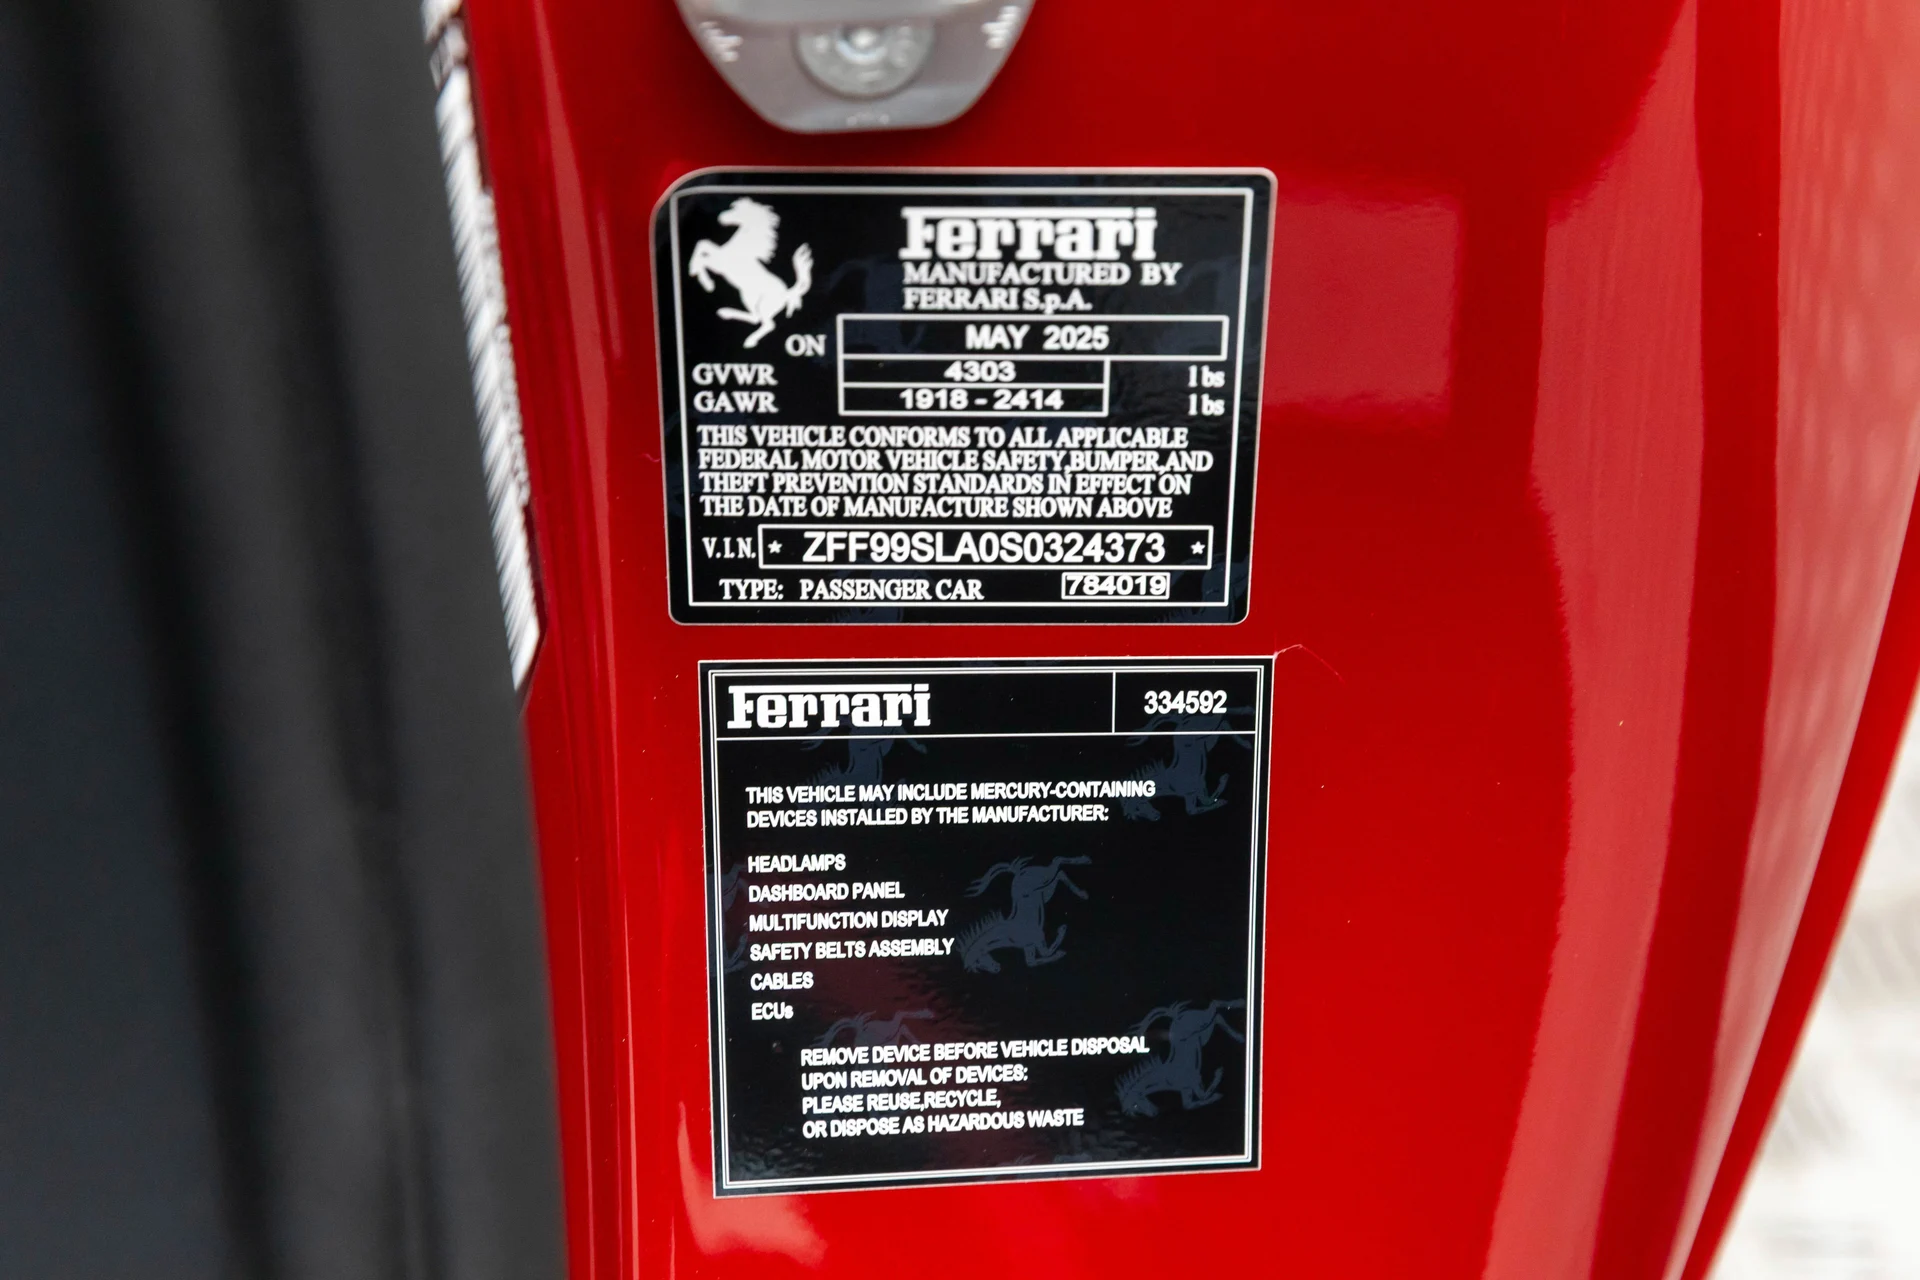 Ferrari
MANUFACTURED BY
FERRARI S.p.A.
ON MAY 2025
GVWR 4303 lbs
GAWR 1918 - 2414 lbs
THIS VEHICLE CONFORMS TO ALL APPLICABLE
FEDERAL MOTOR VEHICLE SAFETY,BUMPER,AND
THEFT PREVENTION STANDARDS IN EFFECT ON
THE DATE OF MANUFACTURE SHOWN ABOVE
V.I.N. * ZFF99SLA0S0324373 *
TYPE: PASSENGER CAR 784019
Ferrari 334592
THIS VEHICLE MAY INCLUDE MERCURY-CONTAINING
DEVICES INSTALLED BY THE MANUFACTURER:
HEADLAMPS
DASHBOARD PANEL
MULTIFUNCTION DISPLAY
SAFETY BELTS ASSEMBLY
CABLES
ECUs
REMOVE DEVICE BEFORE VEHICLE DISPOSAL
UPON REMOVAL OF DEVICES:
PLEASE REUSE,RECYCLE,
OR DISPOSE AS HAZARDOUS WASTE